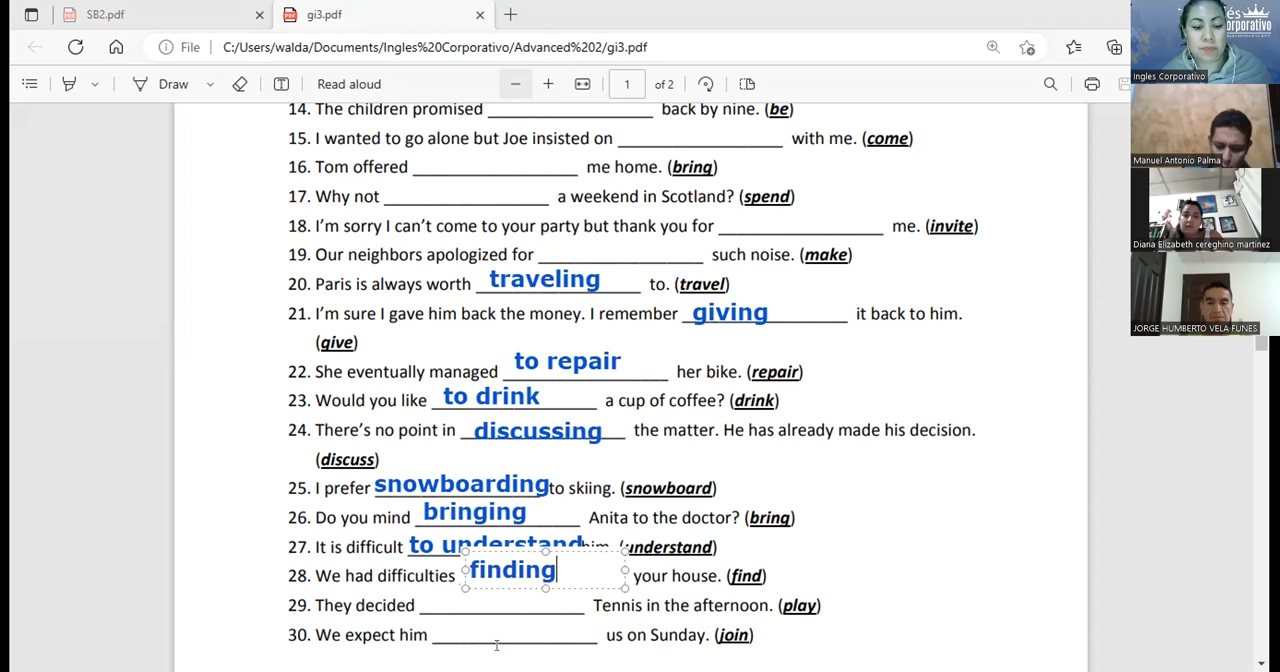 SB2.pdf
gi3.pdf
File C:/Users/walda/Documents/Ingles%20Corporativo/Advanced%202/gi3.pdf
Draw Read aloud 1 of 2
14. The children promised ____________________ back by nine. (be)
15. I wanted to go alone but Joe insisted on ____________________ with me. (come)
16. Tom offered ____________________ me home. (bring)
17. Why not ____________________ a weekend in Scotland? (spend)
18. I'm sorry I can't come to your party but thank you for ____________________ me. (invite)
19. Our neighbors apologized for ____________________ such noise. (make)
20. Paris is always worth traveling to. (travel)
21. I'm sure I gave him back the money. I remember giving it back to him.
(give)
22. She eventually managed to repair her bike. (repair)
23. Would you like to drink a cup of coffee? (drink)
24. There's no point in discussing the matter. He has already made his decision.
(discuss)
25. I prefer snowboarding to skiing. (snowboard)
26. Do you mind bringing Anita to the doctor? (bring)
27. It is difficult to understand him. (understand)
28. We had difficulties finding your house. (find)
29. They decided ____________________ Tennis in the afternoon. (play)
30. We expect him ____________________ us on Sunday. (join)
Ingles Corporativo
Manuel Antonio Palma
Diana Elizabeth cereghino martinez
JORGE HUMBERTO VELA FUNES